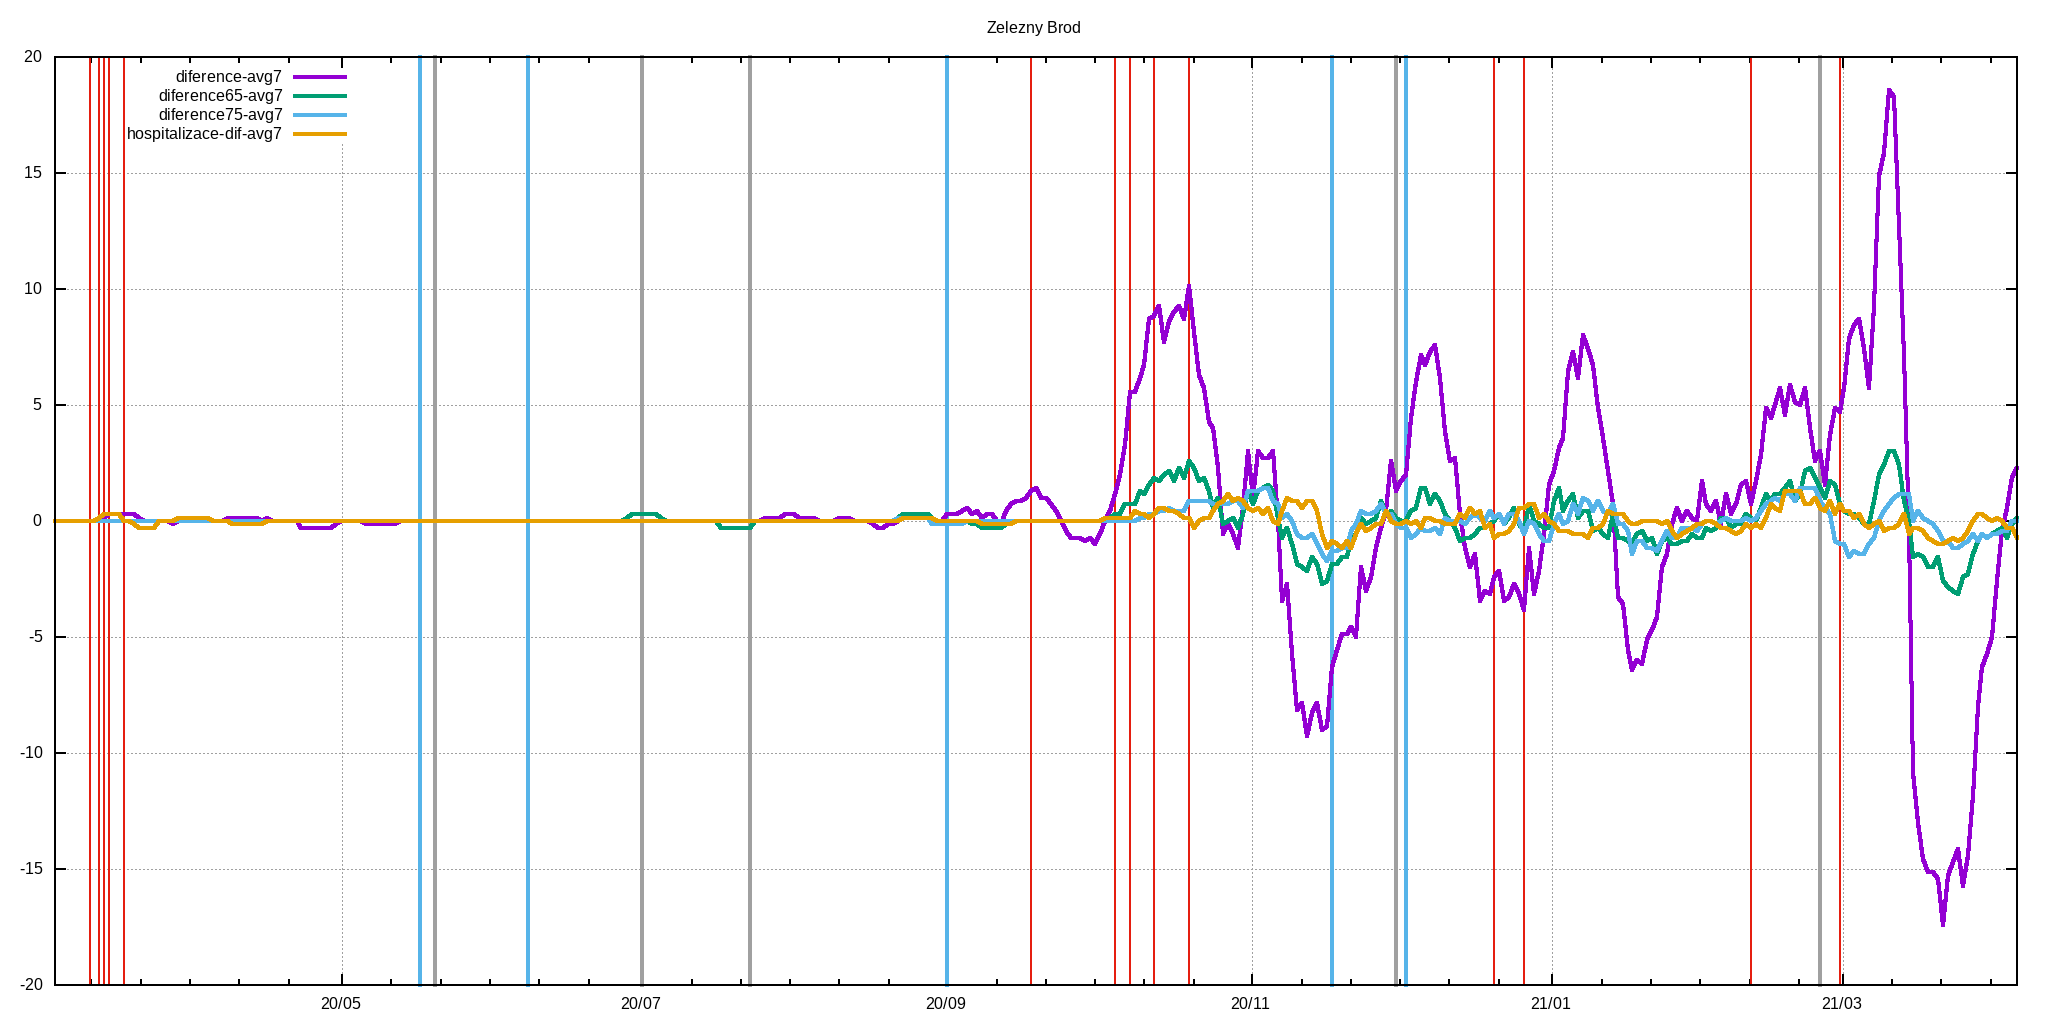 Zelezny Brod
20
diference-avg7
diference65-avg7
diference75-avg7
hospitalizace-dif-avg7
15
10
5
0
-5
-10
-15
-20
20/05 20/07 20/09 20/11 21/01 21/03